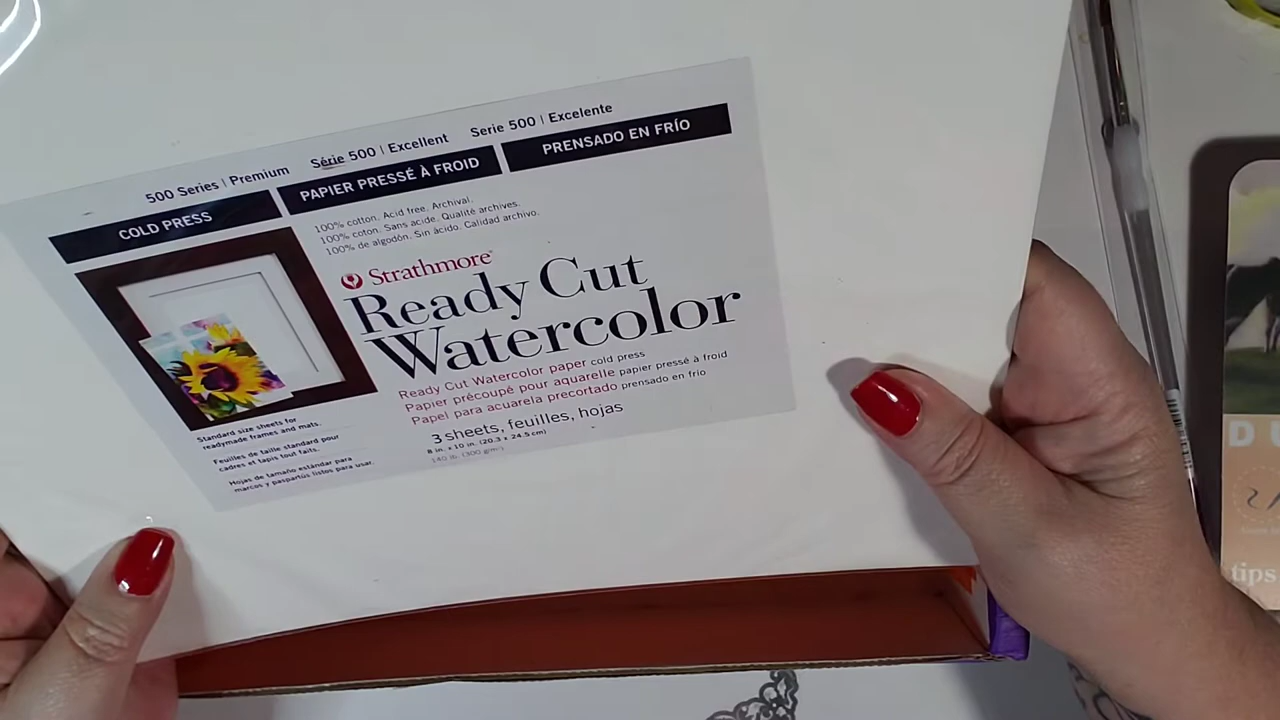 500 Series | Premium
Série 500 | Excellent
Serie 500 | Excelente
COLD PRESS
PAPIER PRESSÉ À FROID
PRENSADO EN FRÍO
100% cotton. Acid free. Archival.
100% coton. Sans acide. Qualité archives.
100% de algodón. Sin ácido. Calidad archivo.
Strathmore®
Ready Cut
Watercolor
Ready Cut Watercolor paper cold press
Papier précoupé pour aquarelle papier pressé à froid
Papel para acuarela precortado prensado en frío
3 sheets, feuilles, hojas
8 in. x 10 in. (20.3 x 24.5 cm)
140 lb. (300 g/m²)
Standard size sheets for
readymade frames and mats.
Feuilles de taille standard pour
cadres et tapis tout faits.
Hojas de tamaño estándar para
marcos y paspartús listos para usar.
D
tips